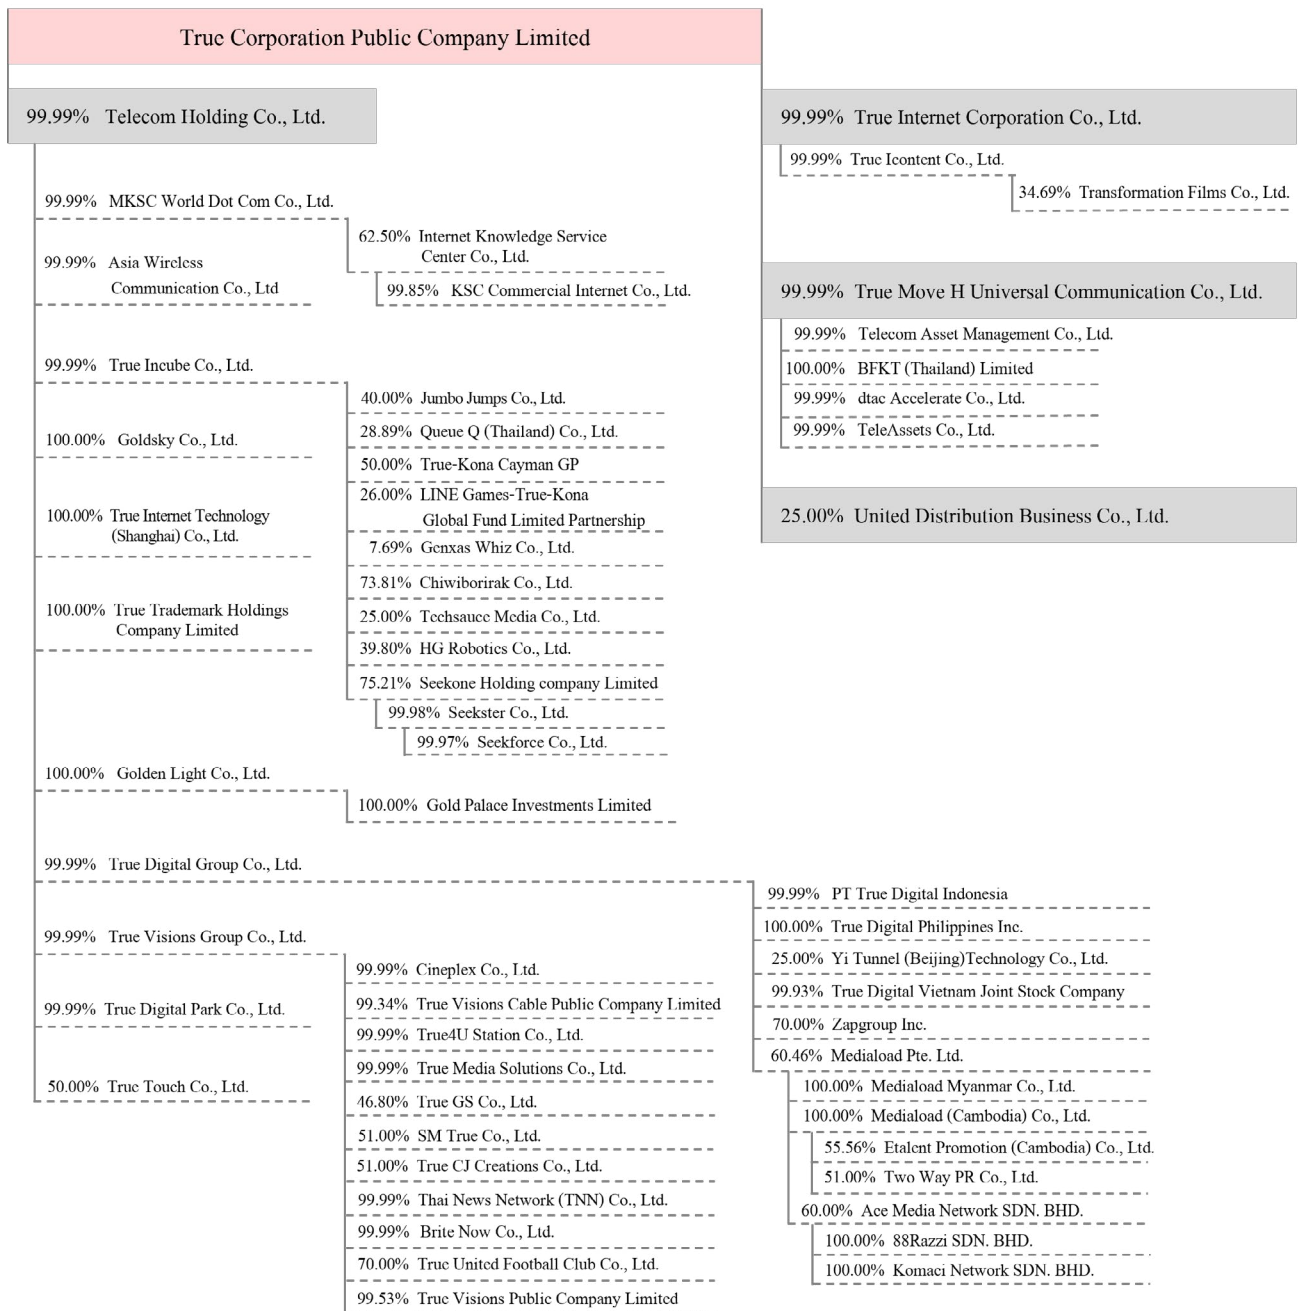 True Corporation Public Company Limited
99.99% Telecom Holding Co., Ltd.
99.99% MKSC World Dot Com Co., Ltd.
62.50% Internet Knowledge Service
Center Co., Ltd.
99.85% KSC Commercial Internet Co., Ltd.
99.99% Asia Wireless
Communication Co., Ltd
99.99% True Incube Co., Ltd.
40.00% Jumbo Jumps Co., Ltd.
28.89% Queue Q (Thailand) Co., Ltd.
50.00% True-Kona Cayman GP
26.00% LINE Games-True-Kona
Global Fund Limited Partnership
7.69% Genxas Whiz Co., Ltd.
73.81% Chiwiborirak Co., Ltd.
25.00% Techsauce Media Co., Ltd.
39.80% HG Robotics Co., Ltd.
75.21% Seekone Holding company Limited
99.98% Seekster Co., Ltd.
99.97% Seekforce Co., Ltd.
100.00% Goldsky Co., Ltd.
100.00% True Internet Technology
(Shanghai) Co., Ltd.
100.00% True Trademark Holdings
Company Limited
100.00% Golden Light Co., Ltd.
100.00% Gold Palace Investments Limited
99.99% True Digital Group Co., Ltd.
99.99% PT True Digital Indonesia
100.00% True Digital Philippines Inc.
25.00% Yi Tunnel (Beijing)Technology Co., Ltd.
99.93% True Digital Vietnam Joint Stock Company
70.00% Zapgroup Inc.
60.46% Mediaload Pte. Ltd.
100.00% Mediaload Myanmar Co., Ltd.
100.00% Mediaload (Cambodia) Co., Ltd.
55.56% Etalent Promotion (Cambodia) Co., Ltd.
51.00% Two Way PR Co., Ltd.
60.00% Ace Media Network SDN. BHD.
100.00% 88Razzi SDN. BHD.
100.00% Komaci Network SDN. BHD.
99.99% True Visions Group Co., Ltd.
99.99% Cineplex Co., Ltd.
99.34% True Visions Cable Public Company Limited
99.99% True4U Station Co., Ltd.
99.99% True Media Solutions Co., Ltd.
46.80% True GS Co., Ltd.
51.00% SM True Co., Ltd.
51.00% True CJ Creations Co., Ltd.
99.99% Thai News Network (TNN) Co., Ltd.
99.99% Brite Now Co., Ltd.
70.00% True United Football Club Co., Ltd.
99.53% True Visions Public Company Limited
99.99% True Digital Park Co., Ltd.
50.00% True Touch Co., Ltd.
99.99% True Internet Corporation Co., Ltd.
99.99% True Icontent Co., Ltd.
34.69% Transformation Films Co., Ltd.
99.99% True Move H Universal Communication Co., Ltd.
99.99% Telecom Asset Management Co., Ltd.
100.00% BFKT (Thailand) Limited
99.99% dtac Accelerate Co., Ltd.
99.99% TeleAssets Co., Ltd.
25.00% United Distribution Business Co., Ltd.